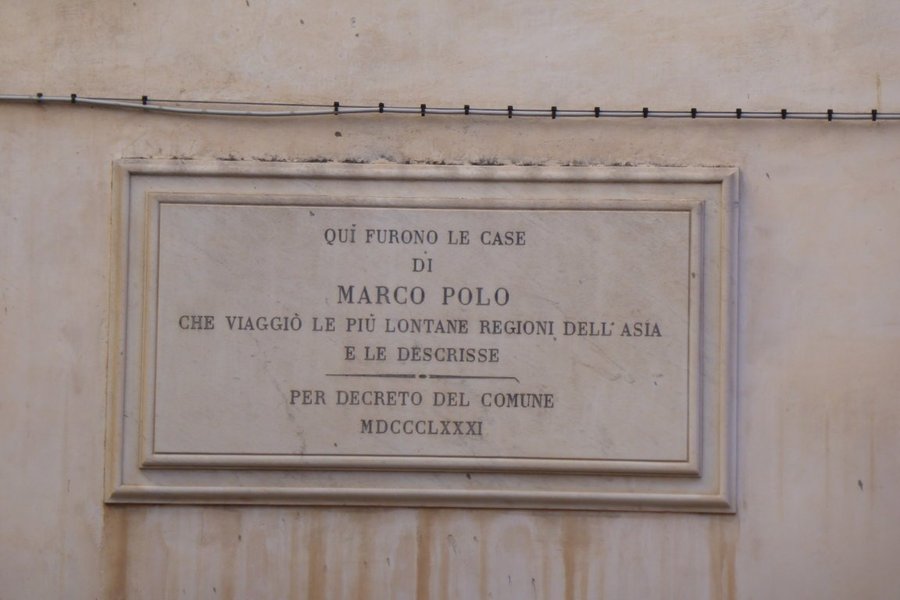 QUÌ FURONO LE CASE
DI
MARCO POLO
CHE VIAGGIÒ LE PIÙ LONTANE REGIONI DELL' ASIA
E LE DESCRISSE
PER DECRETO DEL COMUNE
MDCCCLXXXI